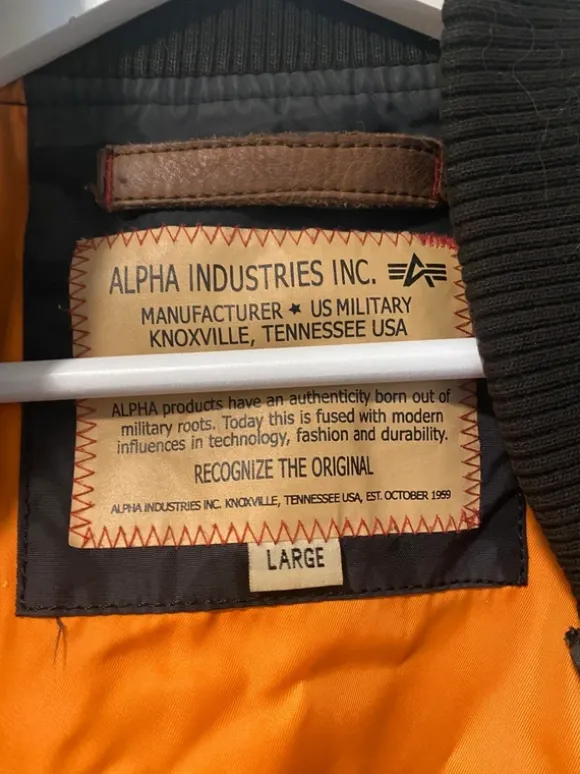 ALPHA INDUSTRIES INC.
MANUFACTURER ★ US MILITARY
KNOXVILLE, TENNESSEE USA
ALPHA products have an authenticity born out of
military roots. Today this is fused with modern
influences in technology, fashion and durability.
RECOGNIZE THE ORIGINAL
ALPHA INDUSTRIES INC. KNOXVILLE, TENNESSEE USA, EST. OCTOBER 1959
LARGE